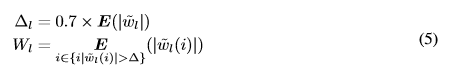 Δ_l = 0.7 × E(|w̃_l|)
W_l = E_{i∈{i||w̃_l(i)|>Δ}}(|w̃_l(i)|) (5)